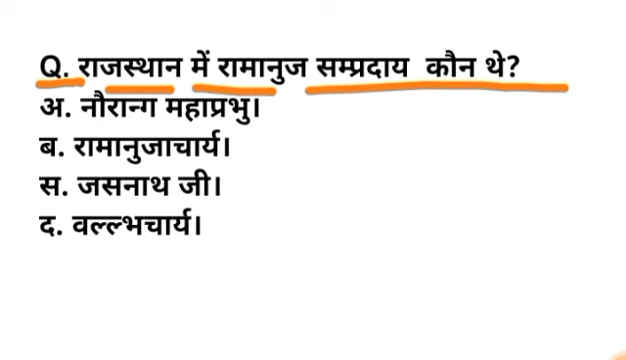 Q. राजस्थान में रामानुज सम्प्रदाय कौन थे?
अ. नौरान्ग महाप्रभु।
ब. रामानुजाचार्य।
स. जसनाथ जी।
द. वल्ल्भचार्य।